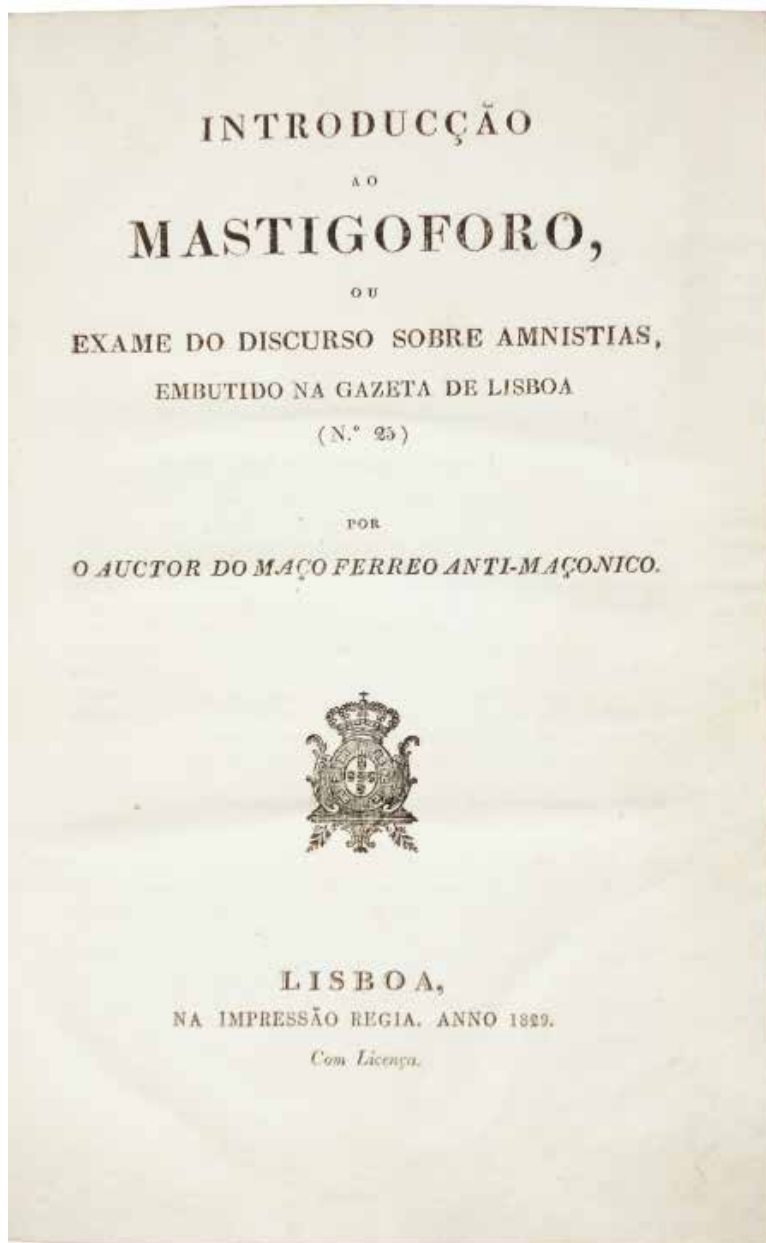 INTRODUCÇÃO
AO
MASTIGOFORO,
OU
EXAME DO DISCURSO SOBRE AMNISTIAS,
EMBUTIDO NA GAZETA DE LISBOA
(N.º 25)
POR
O AUCTOR DO MAÇO FERREO ANTI-MAÇONICO.
LISBOA,
NA IMPRESSÃO REGIA. ANNO 1829.
Com Licença.